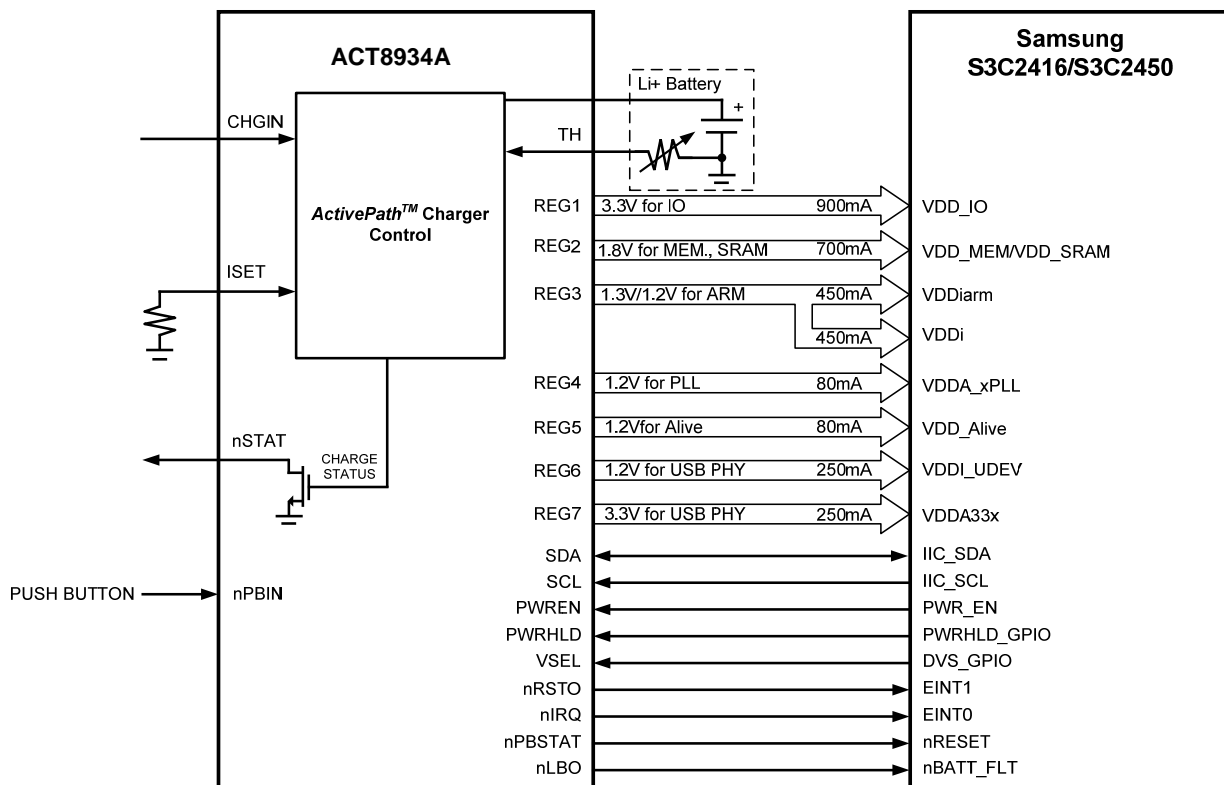 ACT8934A
Samsung
S3C2416/S3C2450
Li+ Battery
+
CHGIN
TH
ActivePath™ Charger
Control
ISET
nSTAT
CHARGE
STATUS
PUSH BUTTON
nPBIN
REG1 3.3V for IO 900mA VDD_IO
REG2 1.8V for MEM., SRAM 700mA VDD_MEM/VDD_SRAM
REG3 1.3V/1.2V for ARM 450mA VDDiarm
450mA VDDi
REG4 1.2V for PLL 80mA VDDA_xPLL
REG5 1.2Vfor Alive 80mA VDD_Alive
REG6 1.2V for USB PHY 250mA VDDI_UDEV
REG7 3.3V for USB PHY 250mA VDDA33x
SDA IIC_SDA
SCL IIC_SCL
PWREN PWR_EN
PWRHLD PWRHLD_GPIO
VSEL DVS_GPIO
nRSTO EINT1
nIRQ EINT0
nPBSTAT nRESET
nLBO nBATT_FLT